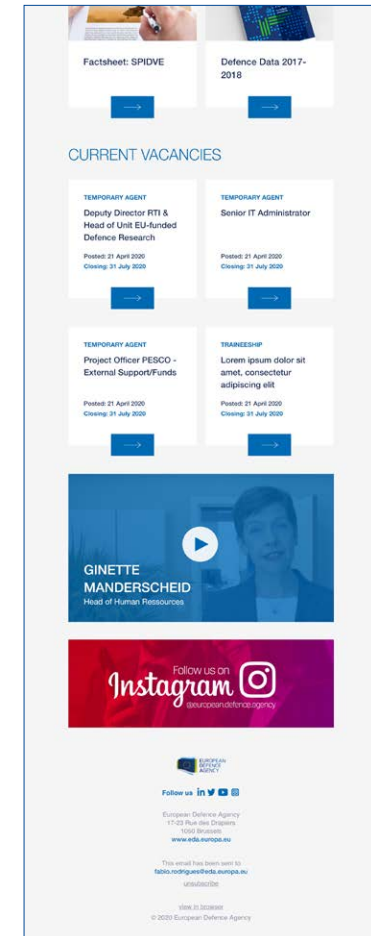 Factsheet: SPIDVE
Defence Data 2017-
2018
CURRENT VACANCIES
TEMPORARY AGENT
Deputy Director RTI &
Head of Unit EU-funded
Defence Research
Posted: 21 April 2020
Closing: 31 July 2020
TEMPORARY AGENT
Senior IT Administrator
Posted: 21 April 2020
Closing: 31 July 2020
TEMPORARY AGENT
Project Officer PESCO -
External Support/Funds
Posted: 21 April 2020
Closing: 31 July 2020
TRAINEESHIP
Lorem ipsum dolor sit
amet, consectetur
adipiscing elit
Posted: 21 April 2020
Closing: 31 July 2020
GINETTE
MANDERSCHEID
Head of Human Ressources
Follow us on
Instagram
@european.defence.agency
EUROPEAN
DEFENCE
AGENCY
Follow us
European Defence Agency
17-23 Rue des Drapiers
1050 Brussels
www.eda.europa.eu
This email has been sent to
fabio.rodrigues@eda.europa.eu
unsubscribe
view in browser
© 2020 European Defence Agency